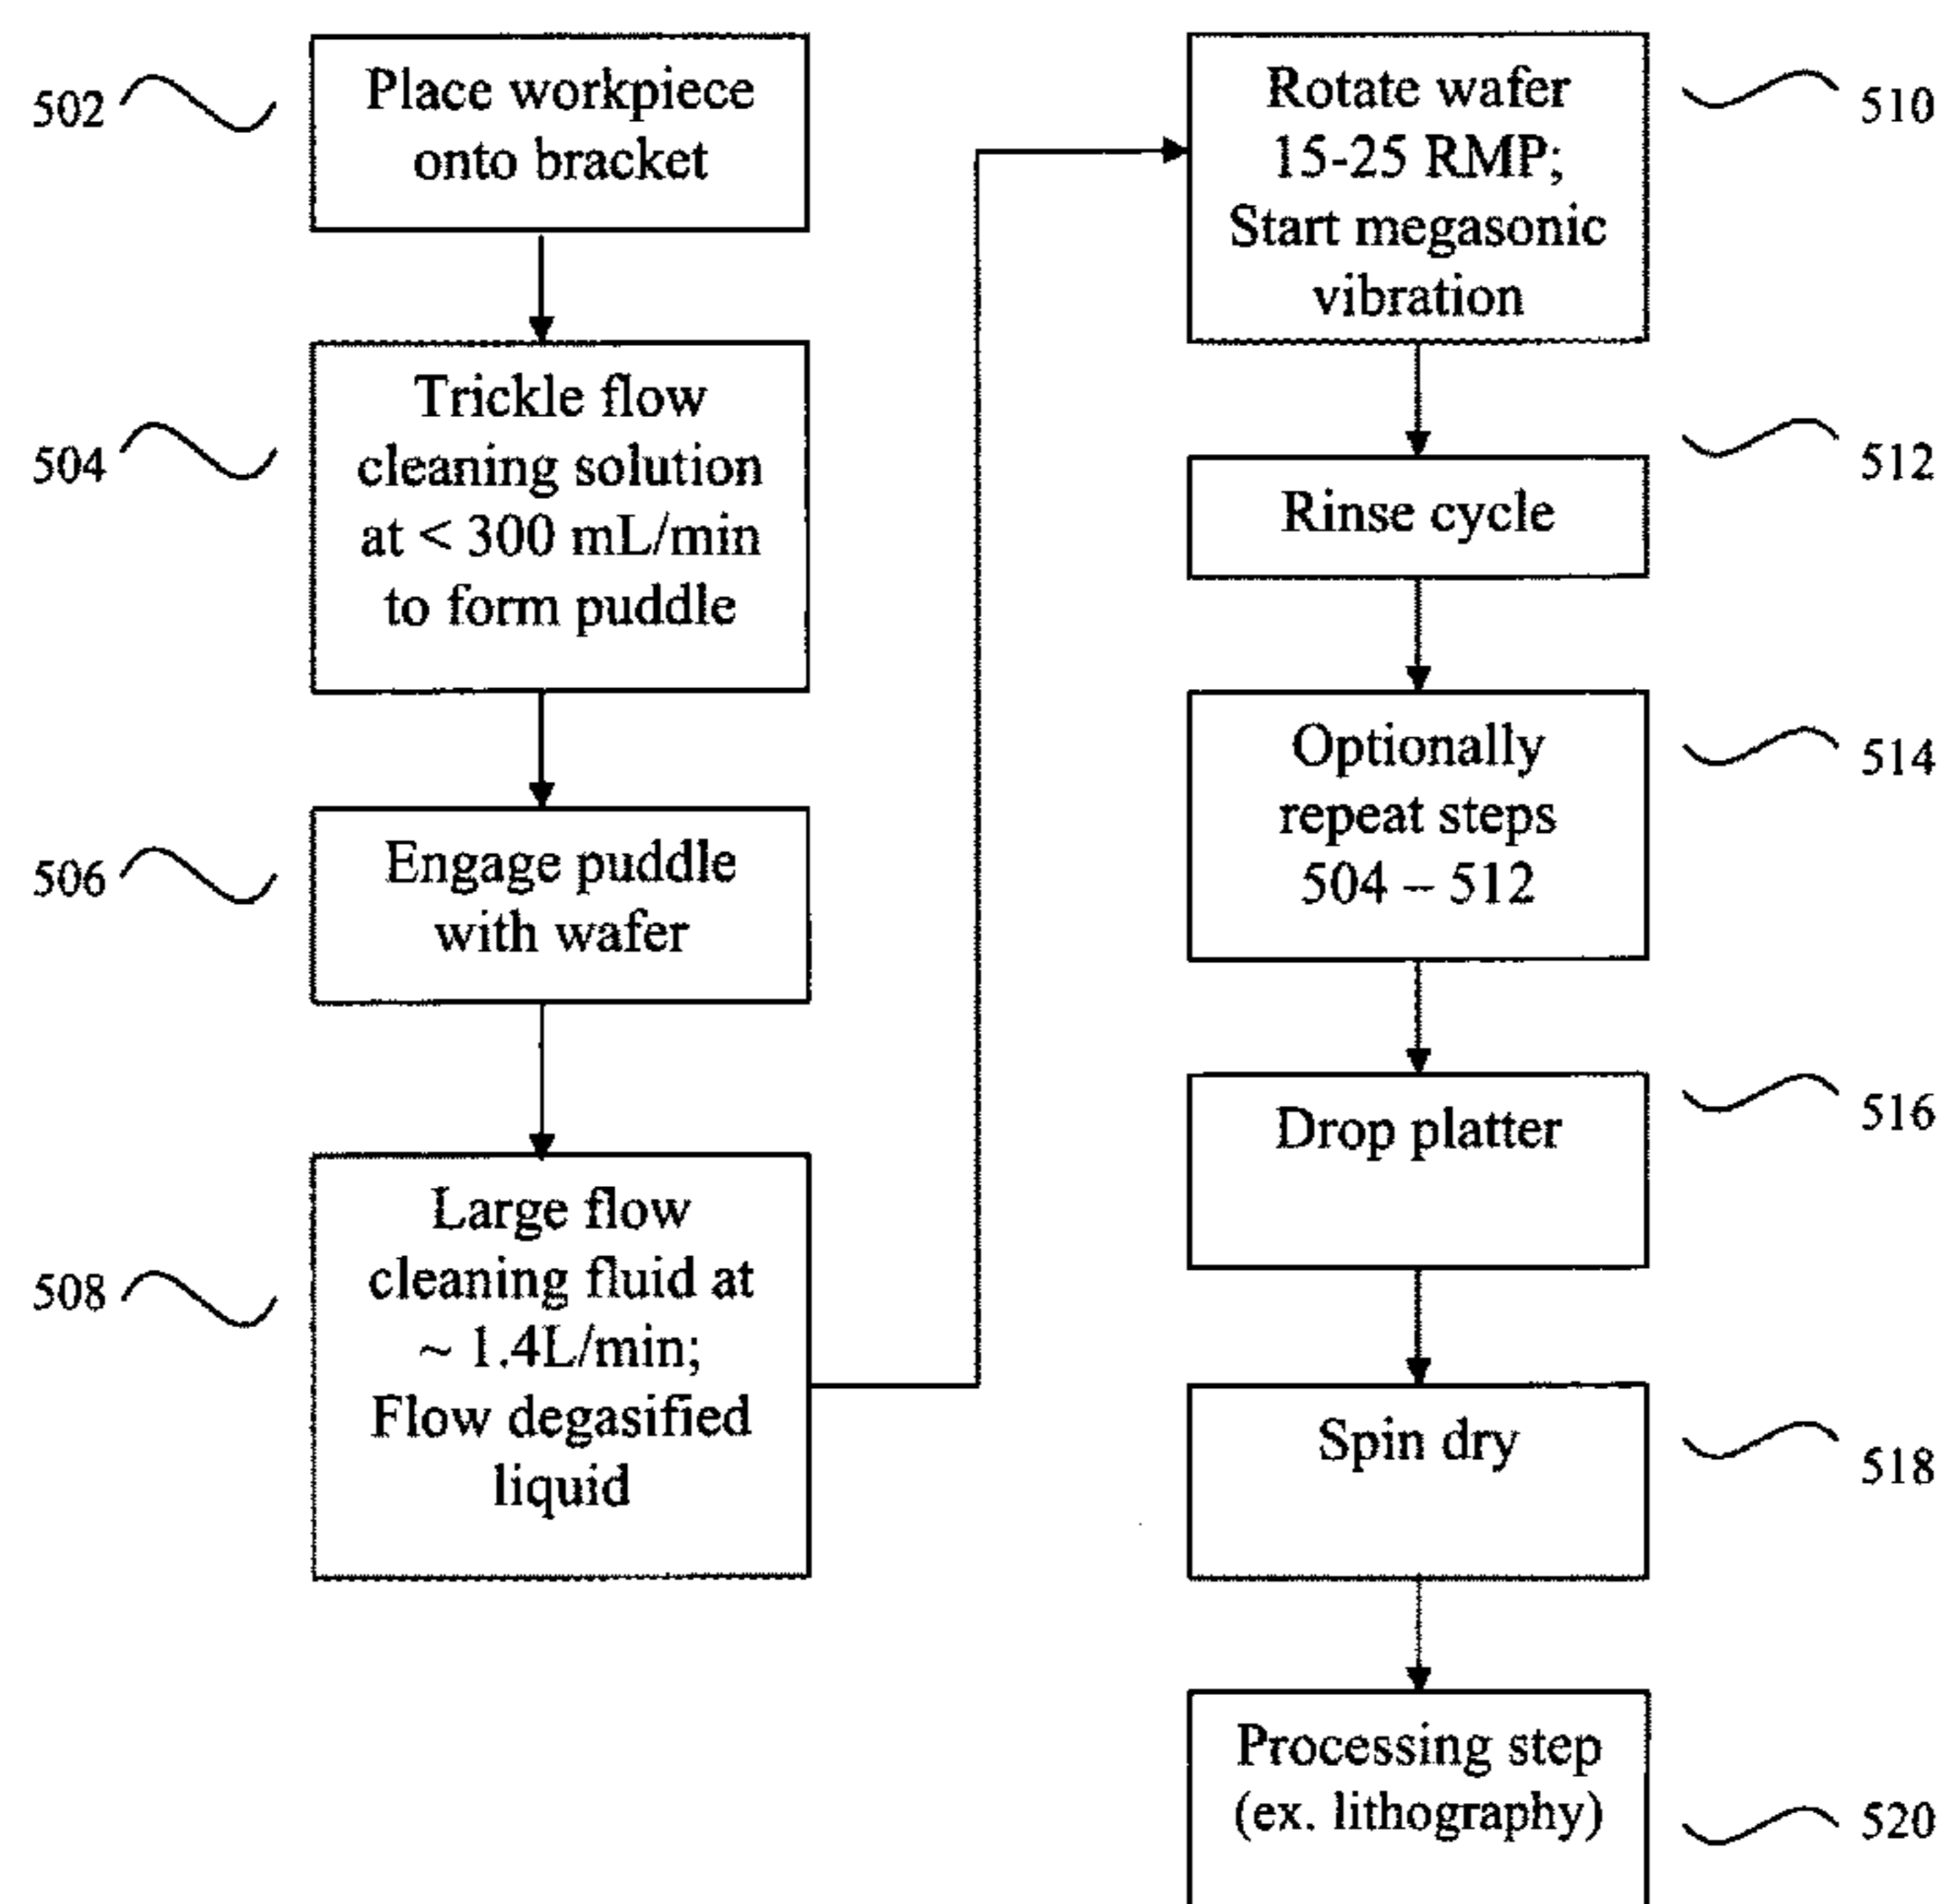 502
Place workpiece
onto bracket
504
Trickle flow
cleaning solution
at < 300 mL/min
to form puddle
506
Engage puddle
with wafer
508
Large flow
cleaning fluid at
~ 1.4L/min;
Flow degasified
liquid
Rotate wafer
15-25 RMP;
Start megasonic
vibration
510
Rinse cycle
512
Optionally
repeat steps
504 – 512
514
Drop platter
516
Spin dry
518
Processing step
(ex. lithography)
520